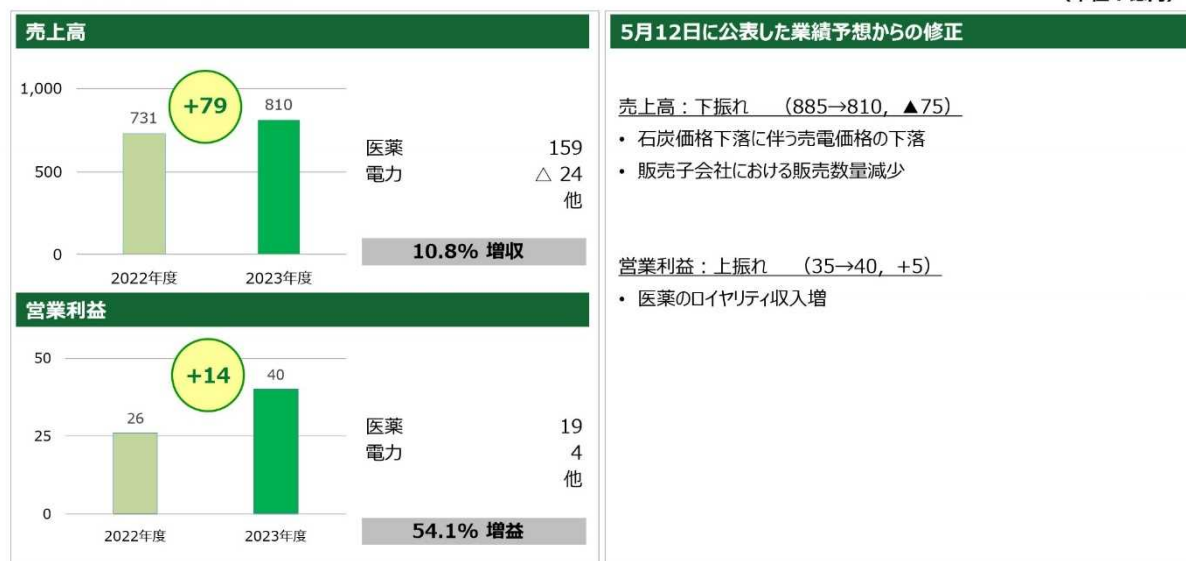 売上高
1,000
500
0
731
+79
810
2022年度
2023年度
医薬 159
電力 △ 24
他
10.8% 増収
営業利益
50
25
0
26
+14
40
2022年度
2023年度
医薬 19
電力 4
他
54.1% 増益
5月12日に公表した業績予想からの修正
売上高：下振れ （885→810，▲75）
• 石炭価格下落に伴う売電価格の下落
• 販売子会社における販売数量減少
営業利益：上振れ （35→40，+5）
• 医薬のロイヤリティ収入増